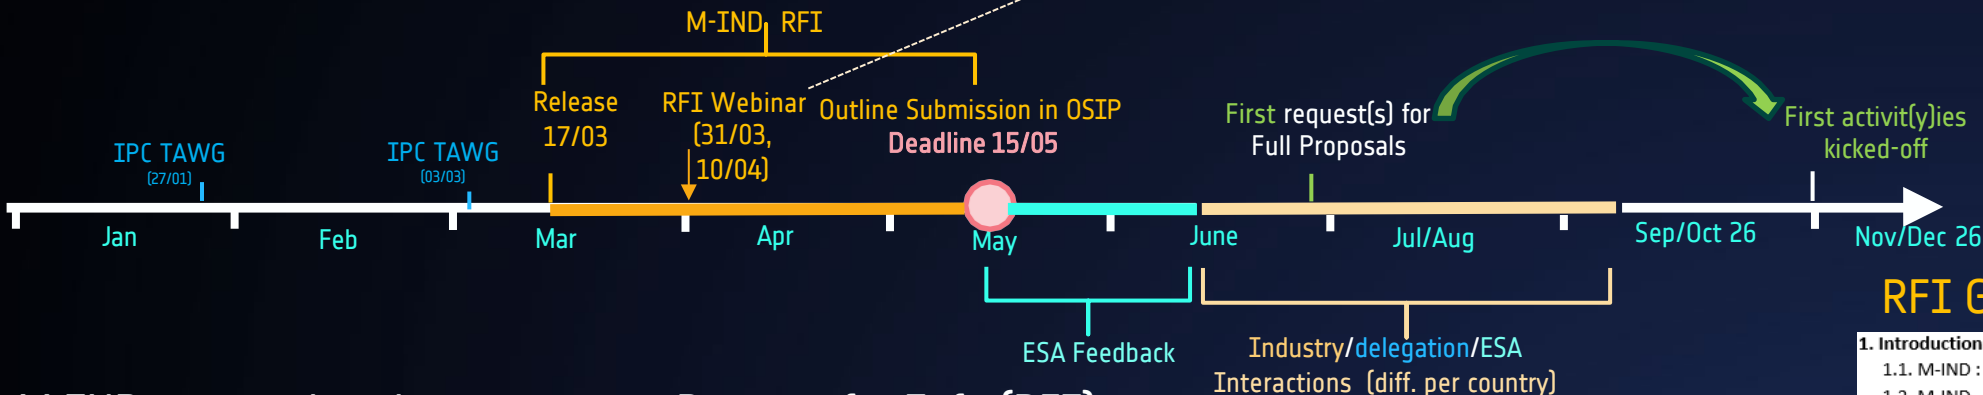 M-IND RFI
Release
17/03
RFI Webinar
(31/03,
10/04)
Outline Submission in OSIP
Deadline 15/05
First request(s) for
Full Proposals
First activit(y)ies
kicked-off
IPC TAWG
(27/01)
IPC TAWG
(03/03)
Jan
Feb
Mar
Apr
May
June
Jul/Aug
Sep/Oct 26
Nov/Dec 26
ESA Feedback
Industry/delegation/ESA
Interactions (diff. per country)
RFI
1. Introduction
1.1. M-IND :